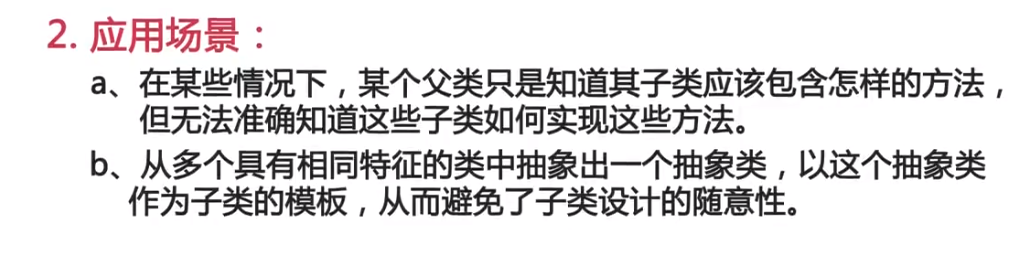 2. 应用场景：
a、在某些情况下，某个父类只是知道其子类应该包含怎样的方法，
但无法准确知道这些子类如何实现这些方法。
b、从多个具有相同特征的类中抽象出一个抽象类，以这个抽象类
作为子类的模板，从而避免了子类设计的随意性。